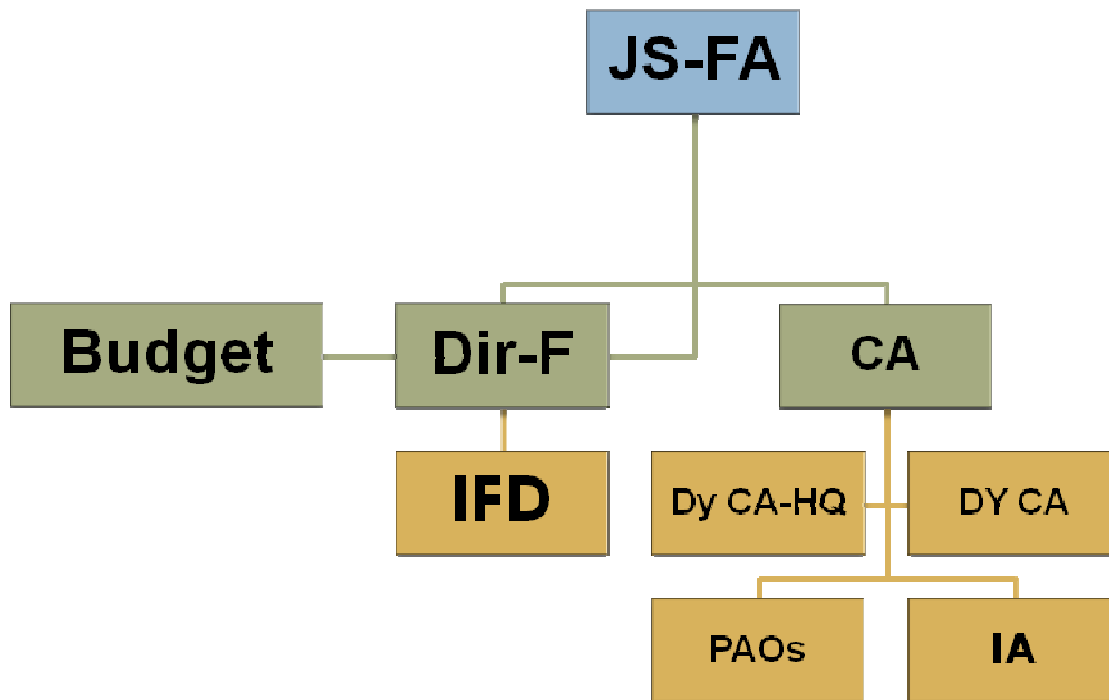 JS-FA
Budget
Dir-F
CA
IFD
Dy CA-HQ
DY CA
PAOs
IA